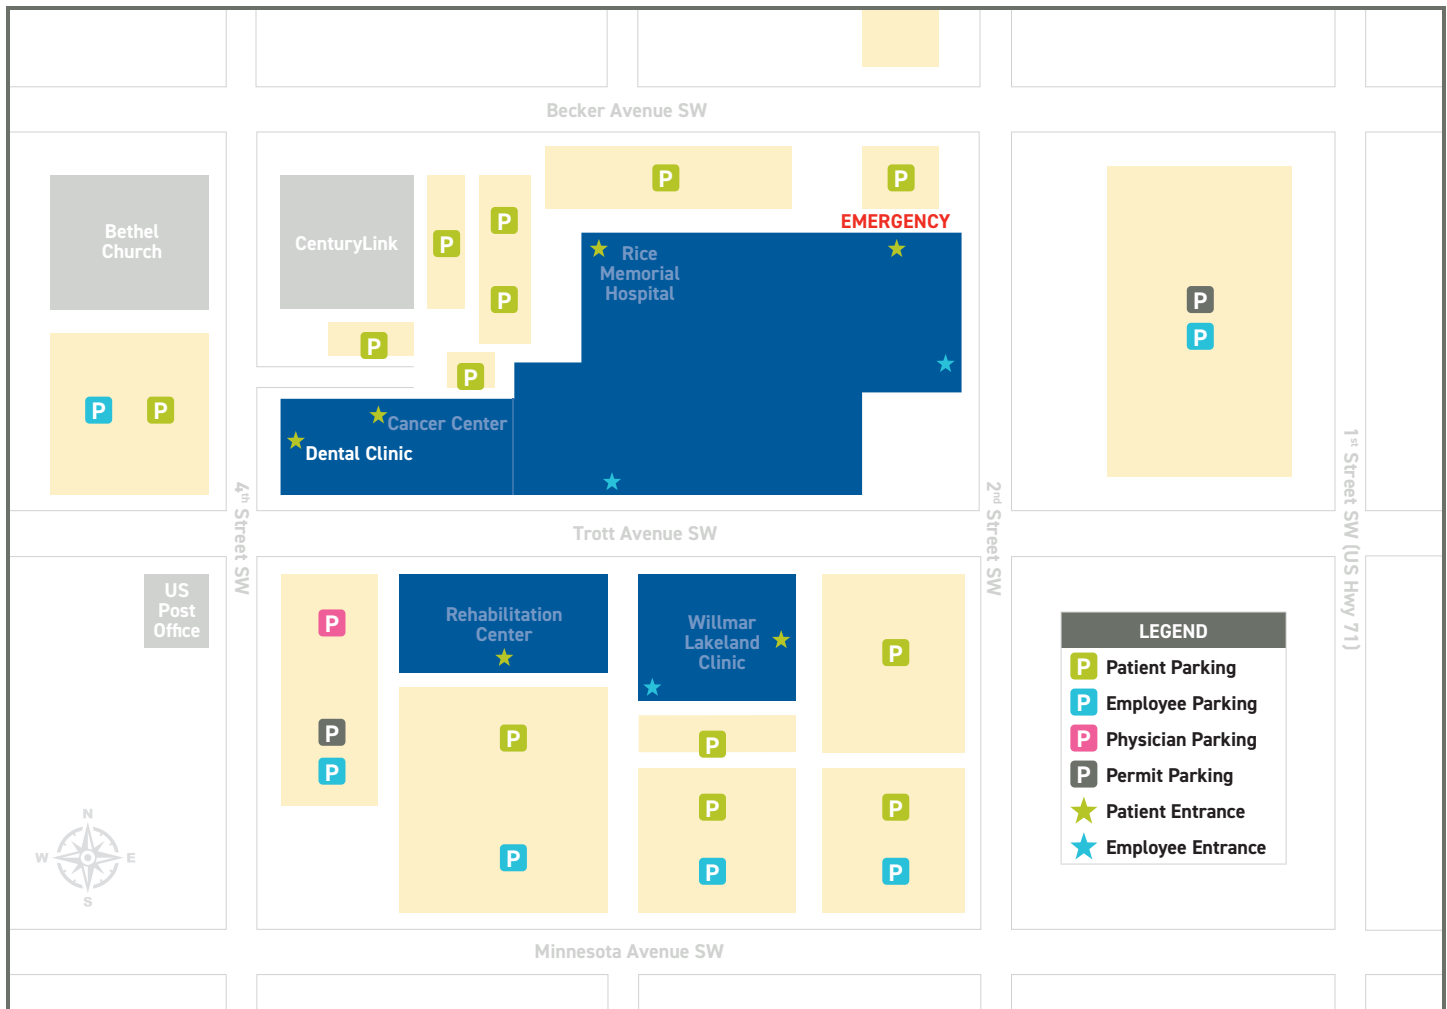 Becker Avenue SW
P
P
EMERGENCY
Bethel
Church
CenturyLink
P
P
P
Rice
Memorial
Hospital
P
P
P
P
P
P
P
Cancer Center
Dental Clinic
4th Street SW
Trott Avenue SW
2nd Street SW
1st Street SW (US Hwy 71)
US
Post
Office
P
P
P
Rehabilitation
Center
P
P
Willmar
Lakeland
Clinic
P
P
P
P
P
P
LEGEND
P Patient Parking
P Employee Parking
P Physician Parking
P Permit Parking
Patient Entrance
Employee Entrance
N
W E
S
Minnesota Avenue SW